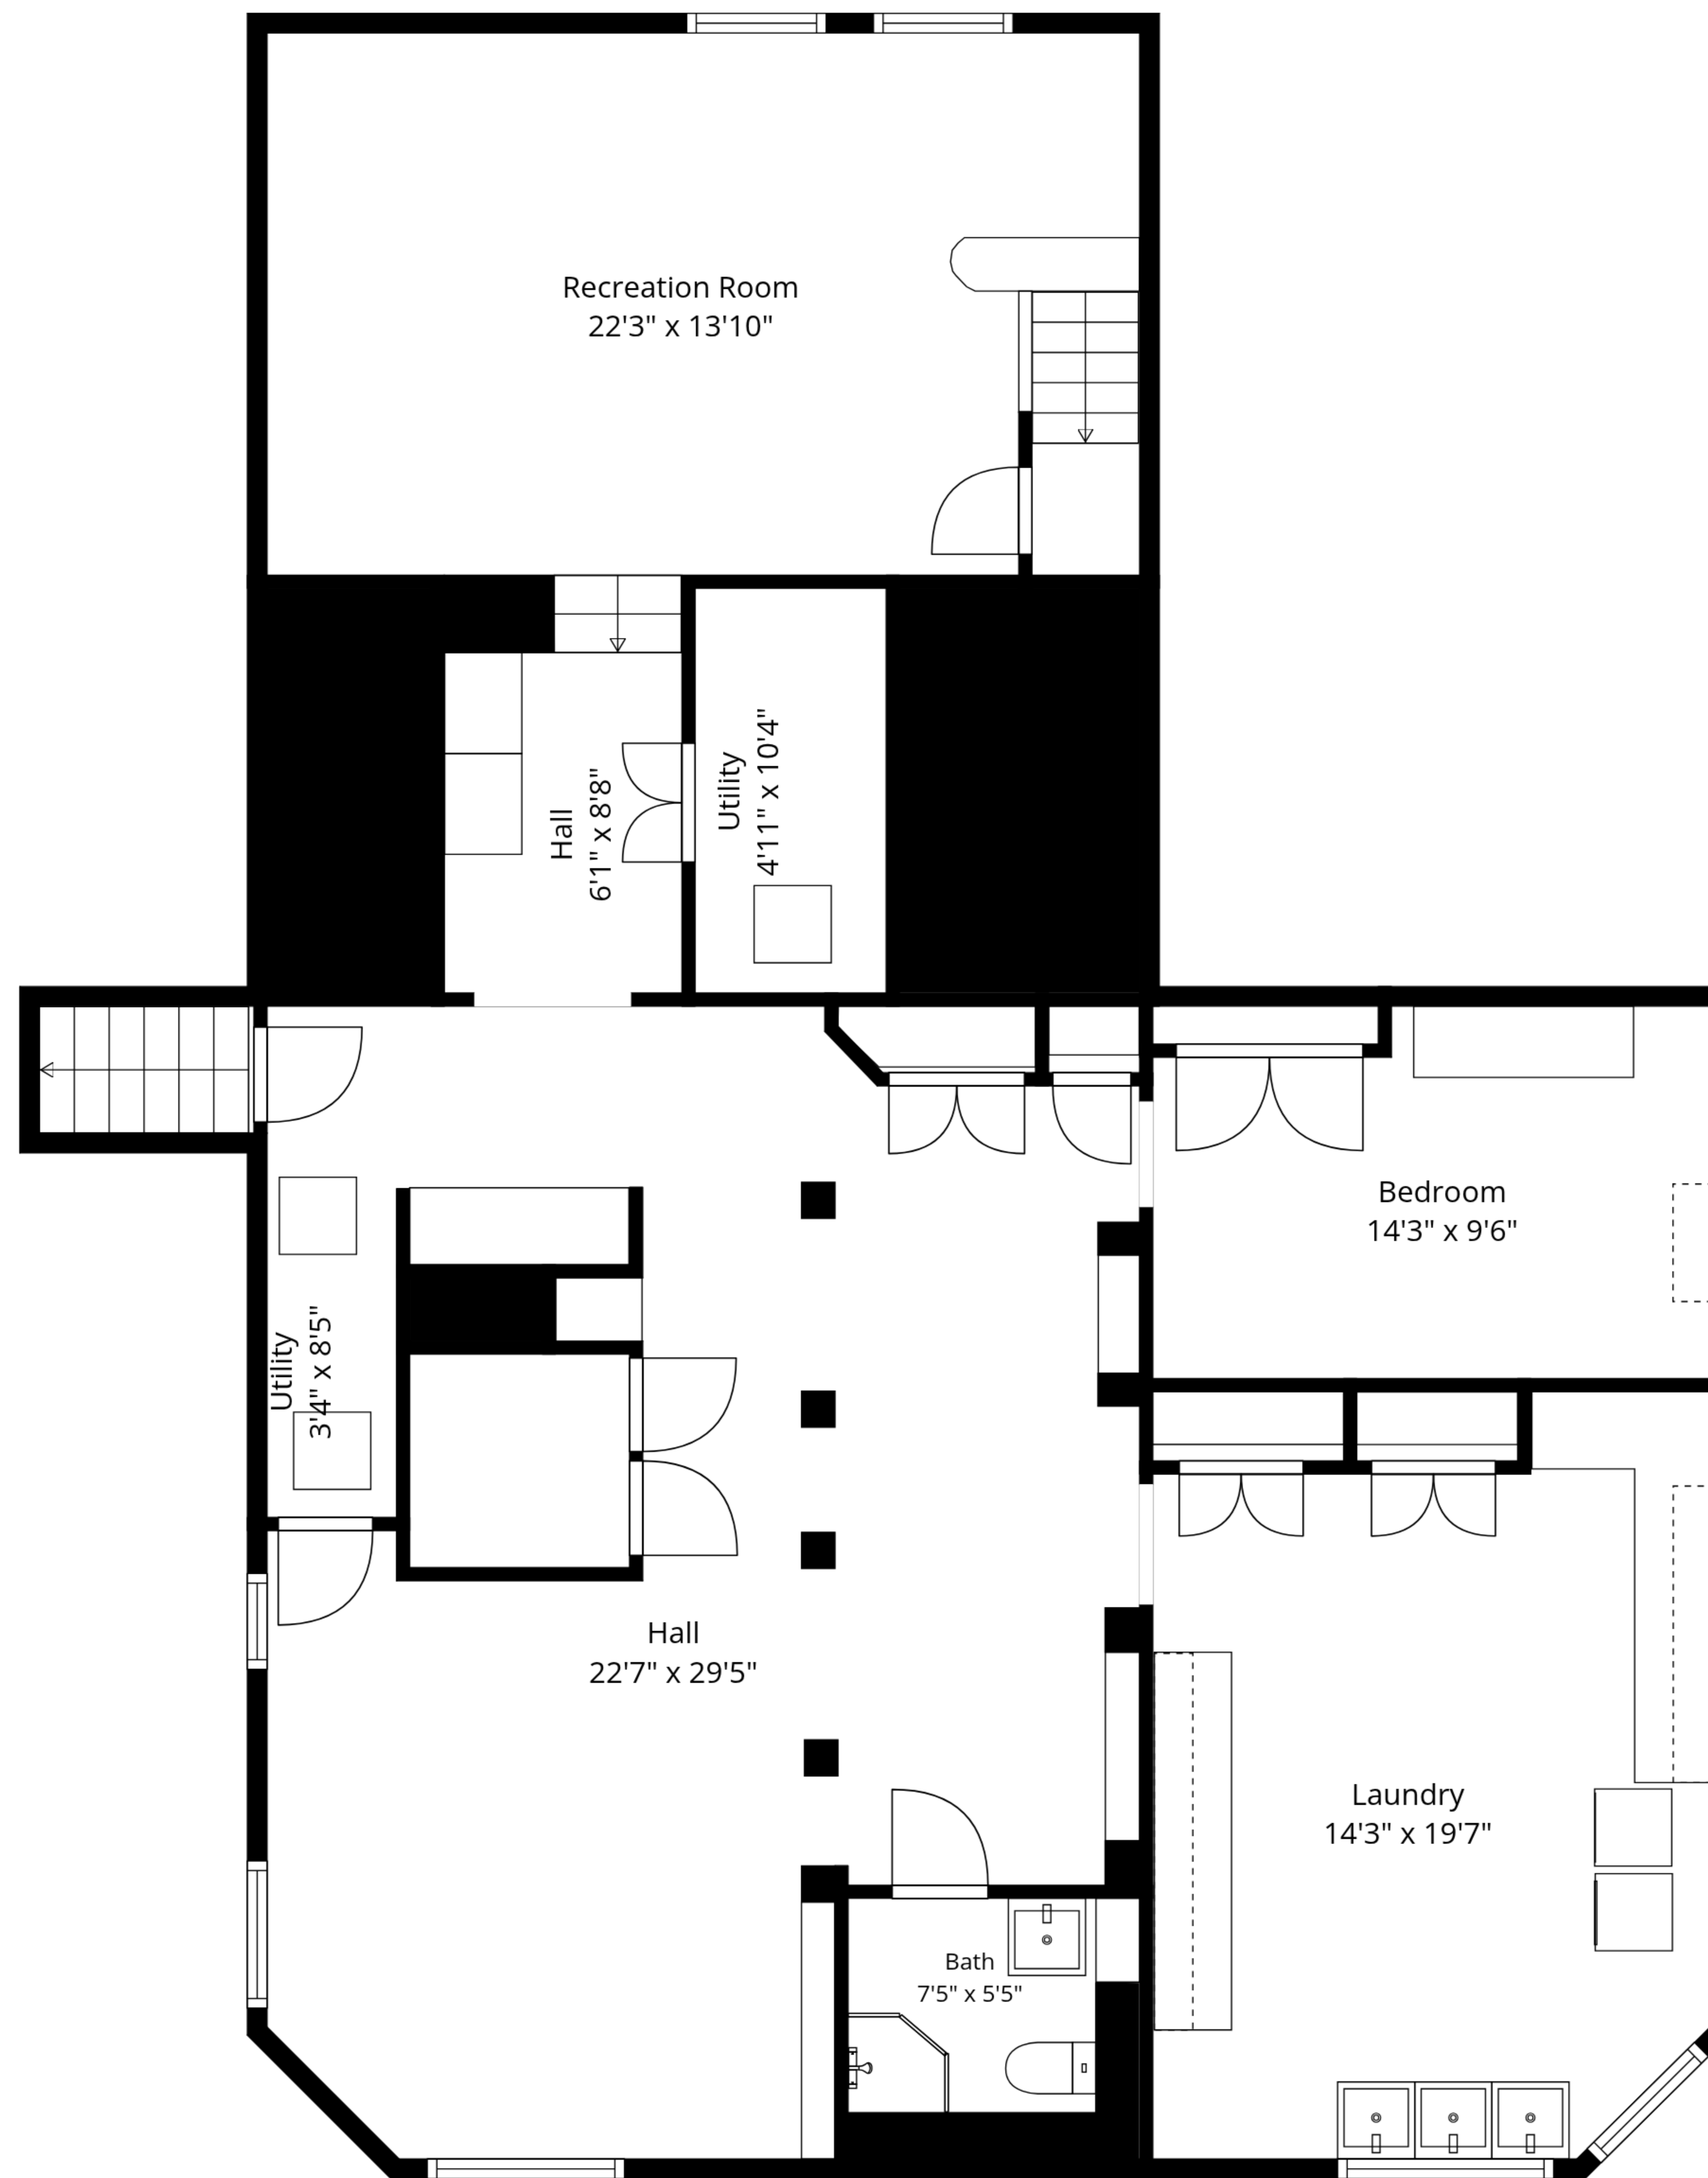 Recreation Room
22'3" x 13'10"
Hall
6'1" x 8'8"
Utility
4'11" x 10'4"
Bedroom
14'3" x 9'6"
Utility
3'4" x 8'5"
Hall
22'7" x 29'5"
Laundry
14'3" x 19'7"
Bath
7'5" x 5'5"